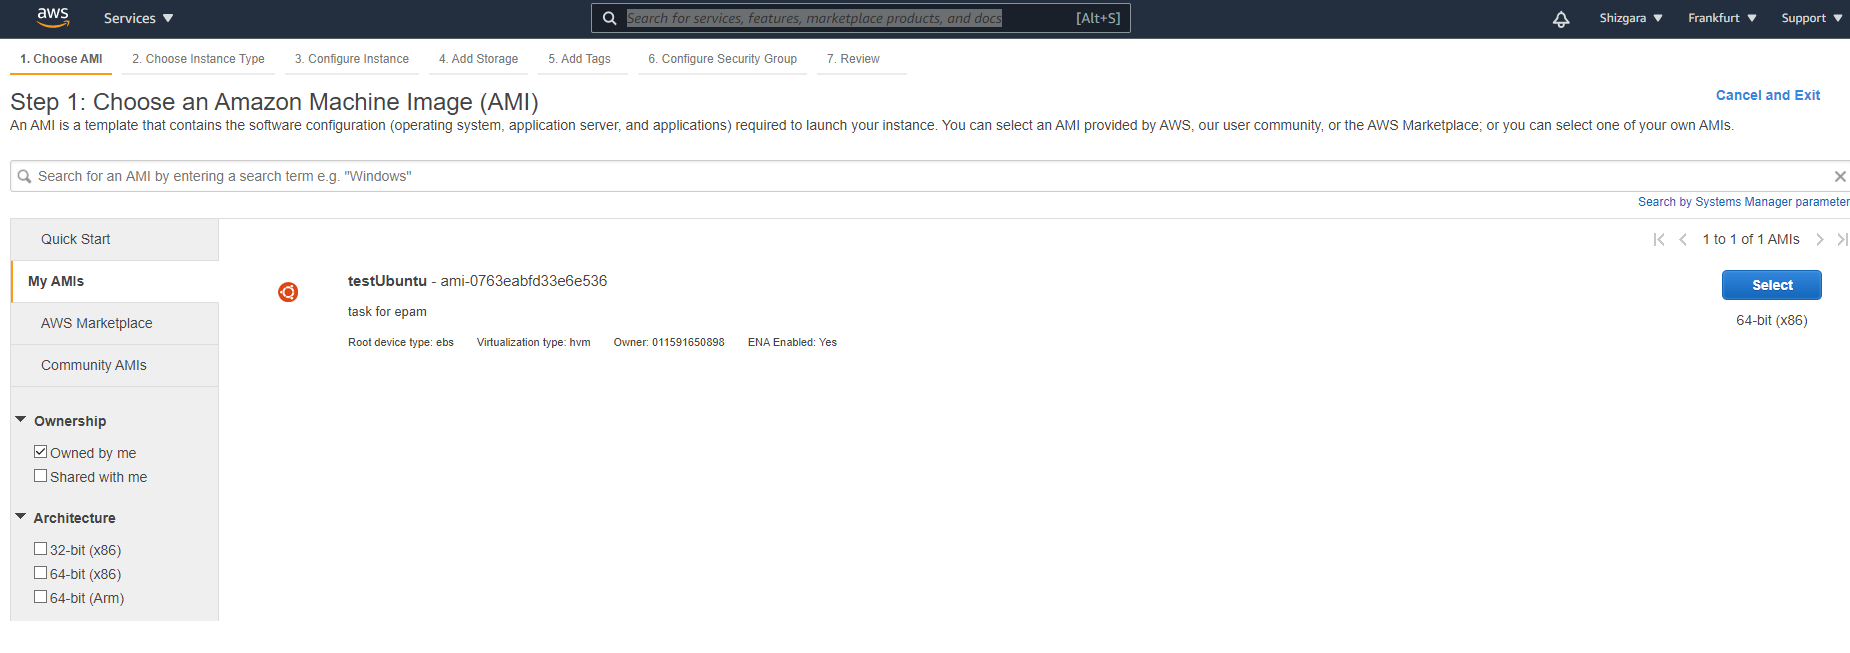 aws Services Search for services, features, marketplace products, and docs [Alt+S] Shizgara Frankfurt Support
1. Choose AMI 2. Choose Instance Type 3. Configure Instance 4. Add Storage 5. Add Tags 6. Configure Security Group 7. Review
Step 1: Choose an Amazon Machine Image (AMI)
Cancel and Exit
An AMI is a template that contains the software configuration (operating system, application server, and applications) required to launch your instance. You can select an AMI provided by AWS, our user community, or the AWS Marketplace; or you can select one of your own AMIs.
Search for an AMI by entering a search term e.g. "Windows"
Search by Systems Manager parameter
Quick Start
1 to 1 of 1 AMIs
My AMIs
AWS Marketplace
Community AMIs
Ownership
Owned by me
Shared with me
Architecture
32-bit (x86)
64-bit (x86)
64-bit (Arm)
testUbuntu - ami-0763eabfd33e6e536
task for epam
Root device type: ebs Virtualization type: hvm Owner: 011591650898 ENA Enabled: Yes
Select
64-bit (x86)